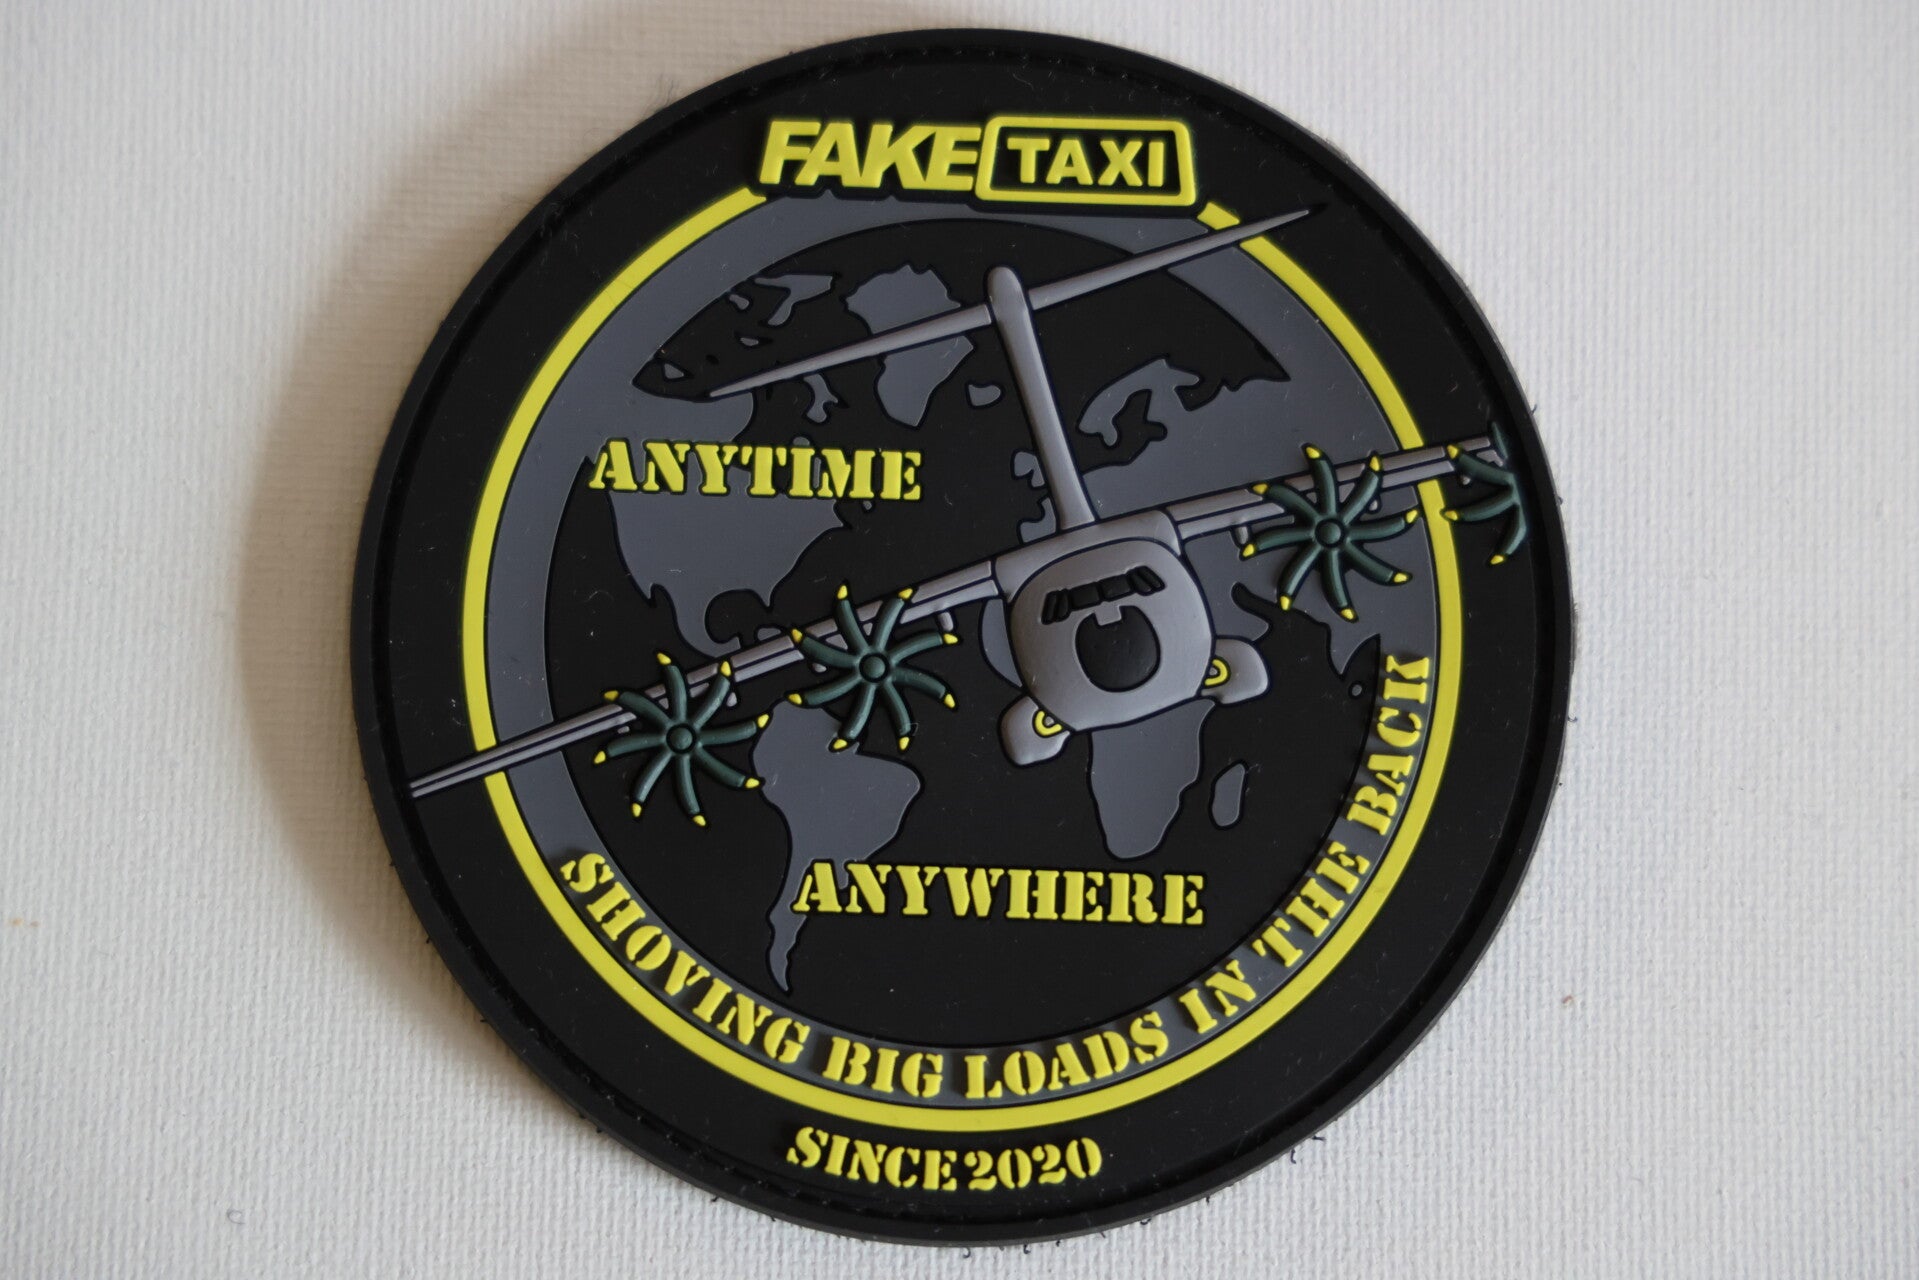 FAKE TAXI
ANYTIME
ANYWHERE
SHOVING BIG LOADS IN THE BACK
SINCE 2020